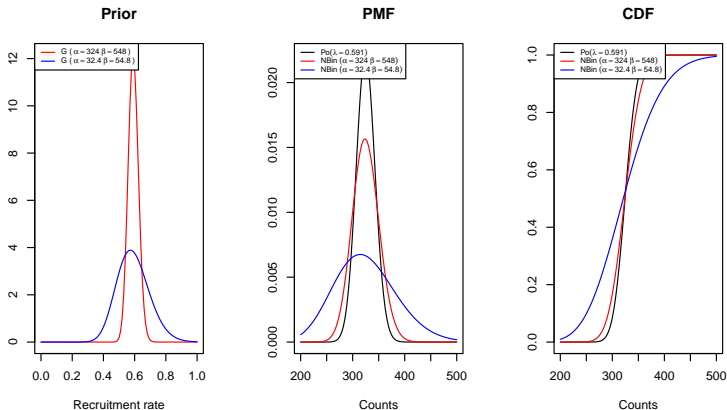 Prior
G ( α = 324 β = 548)
G ( α = 32.4 β = 54.8)
12
10
8
6
4
2
0
0.0 0.2 0.4 0.6 0.8 1.0
Recruitment rate
PMF
Po(λ = 0.591)
NBin (α = 324 β = 548)
NBin (α = 32.4 β = 54.8)
0.020
0.015
0.010
0.005
0.000
200 300 400 500
Counts
CDF
Po(λ = 0.591)
NBin (α = 324 β = 548)
NBin (α = 32.4 β = 54.8)
1.0
0.8
0.6
0.4
0.2
0.0
200 300 400 500
Counts